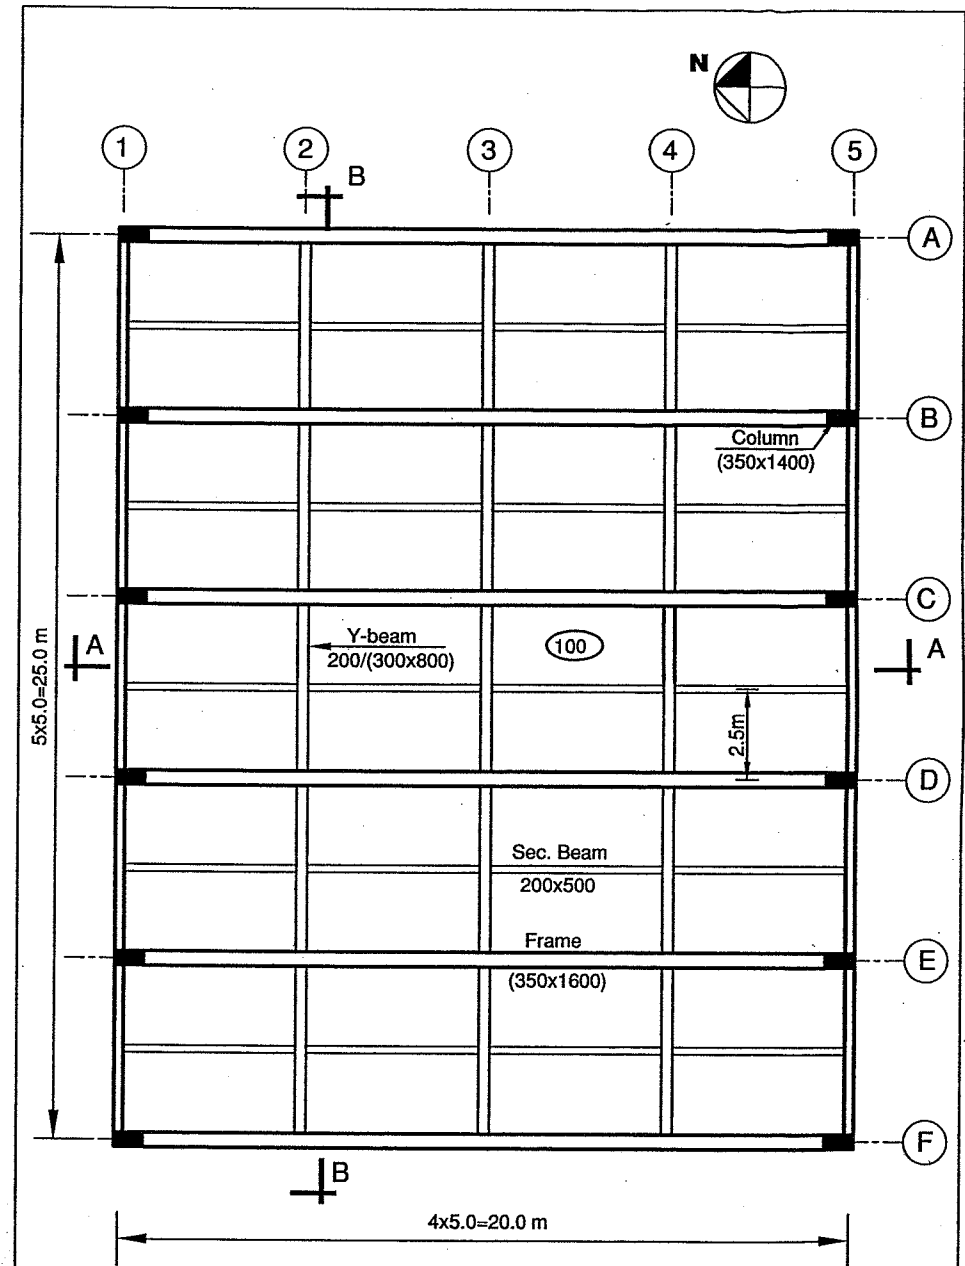 N
1
2
3
4
5
B
A
B
Column
(350x1400)
C
Y-beam
200/(300x800)
100
A
A
5x5.0=25.0 m
2.5m
D
Sec. Beam
200x500
Frame
(350x1600)
E
F
B
4x5.0=20.0 m